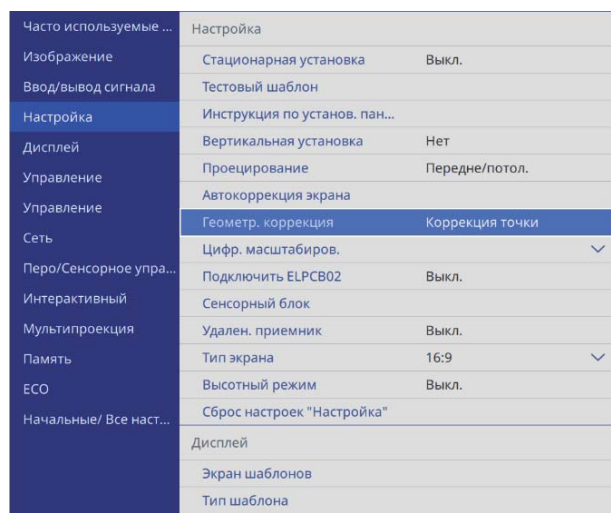 Часто используемые ...
Изображение
Ввод/вывод сигнала
Настройка
Дисплей
Управление
Управление
Сеть
Перо/Сенсорное упра...
Интерактивный
Мультипроекция
Память
ECO
Начальные/ Все наст...
Настройка
Стационарная установка Выкл.
Тестовый шаблон
Инструкция по установ. пан...
Вертикальная установка Нет
Проецирование Передне/потол.
Автокоррекция экрана
Геометр. коррекция Коррекция точки
Цифр. масштабиров.
Подключить ELPCB02 Выкл.
Сенсорный блок
Удален. приемник Выкл.
Тип экрана 16:9
Высотный режим Выкл.
Сброс настроек "Настройка"
Дисплей
Экран шаблонов
Тип шаблона